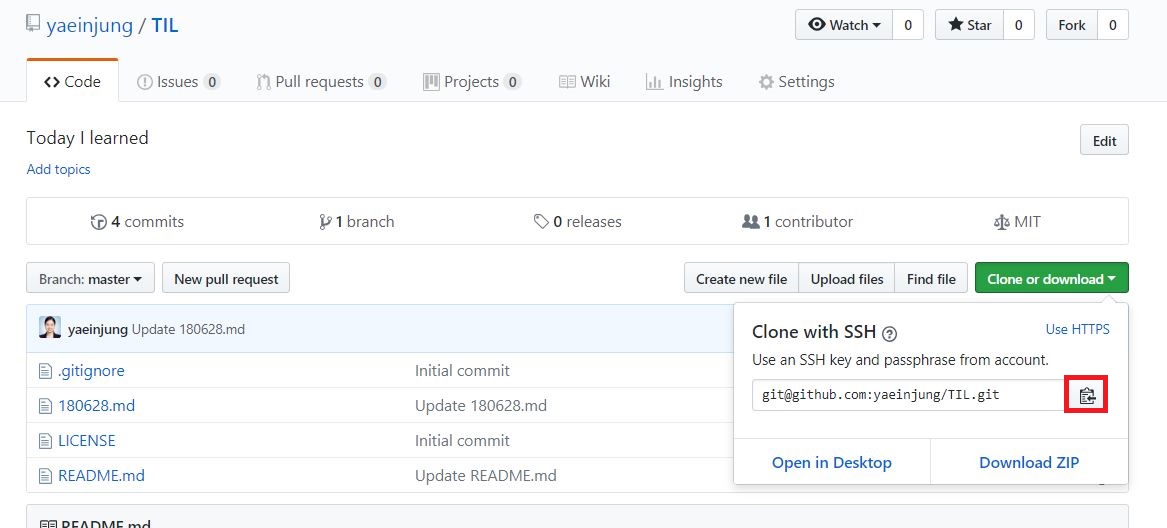 yaeinjung / TIL
Watch 0 Star 0 Fork 0
Code Issues 0 Pull requests 0 Projects 0 Wiki Insights Settings
Today I learned
Edit
Add topics
4 commits 1 branch 0 releases 1 contributor MIT
Branch: master New pull request Create new file Upload files Find file Clone or download
yaeinjung Update 180628.md
.gitignore Initial commit
180628.md Update 180628.md
LICENSE Initial commit
README.md Update README.md
Clone with SSH ? Use HTTPS
Use an SSH key and passphrase from account.
git@github.com:yaeinjung/TIL.git
Open in Desktop Download ZIP
README.md